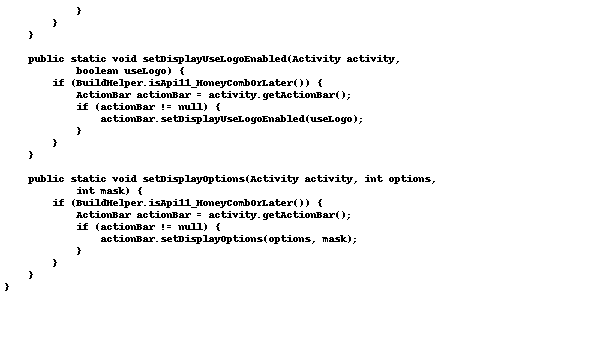 }
        }
    }

    public static void setDisplayUseLogoEnabled(Activity activity,
            boolean useLogo) {
        if (BuildHelper.isApi11_HoneyCombOrLater()) {
            ActionBar actionBar = activity.getActionBar();
            if (actionBar != null) {
                actionBar.setDisplayUseLogoEnabled(useLogo);
            }
        }
    }

    public static void setDisplayOptions(Activity activity, int options,
            int mask) {
        if (BuildHelper.isApi11_HoneyCombOrLater()) {
            ActionBar actionBar = activity.getActionBar();
            if (actionBar != null) {
                actionBar.setDisplayOptions(options, mask);
            }
        }
    }
}